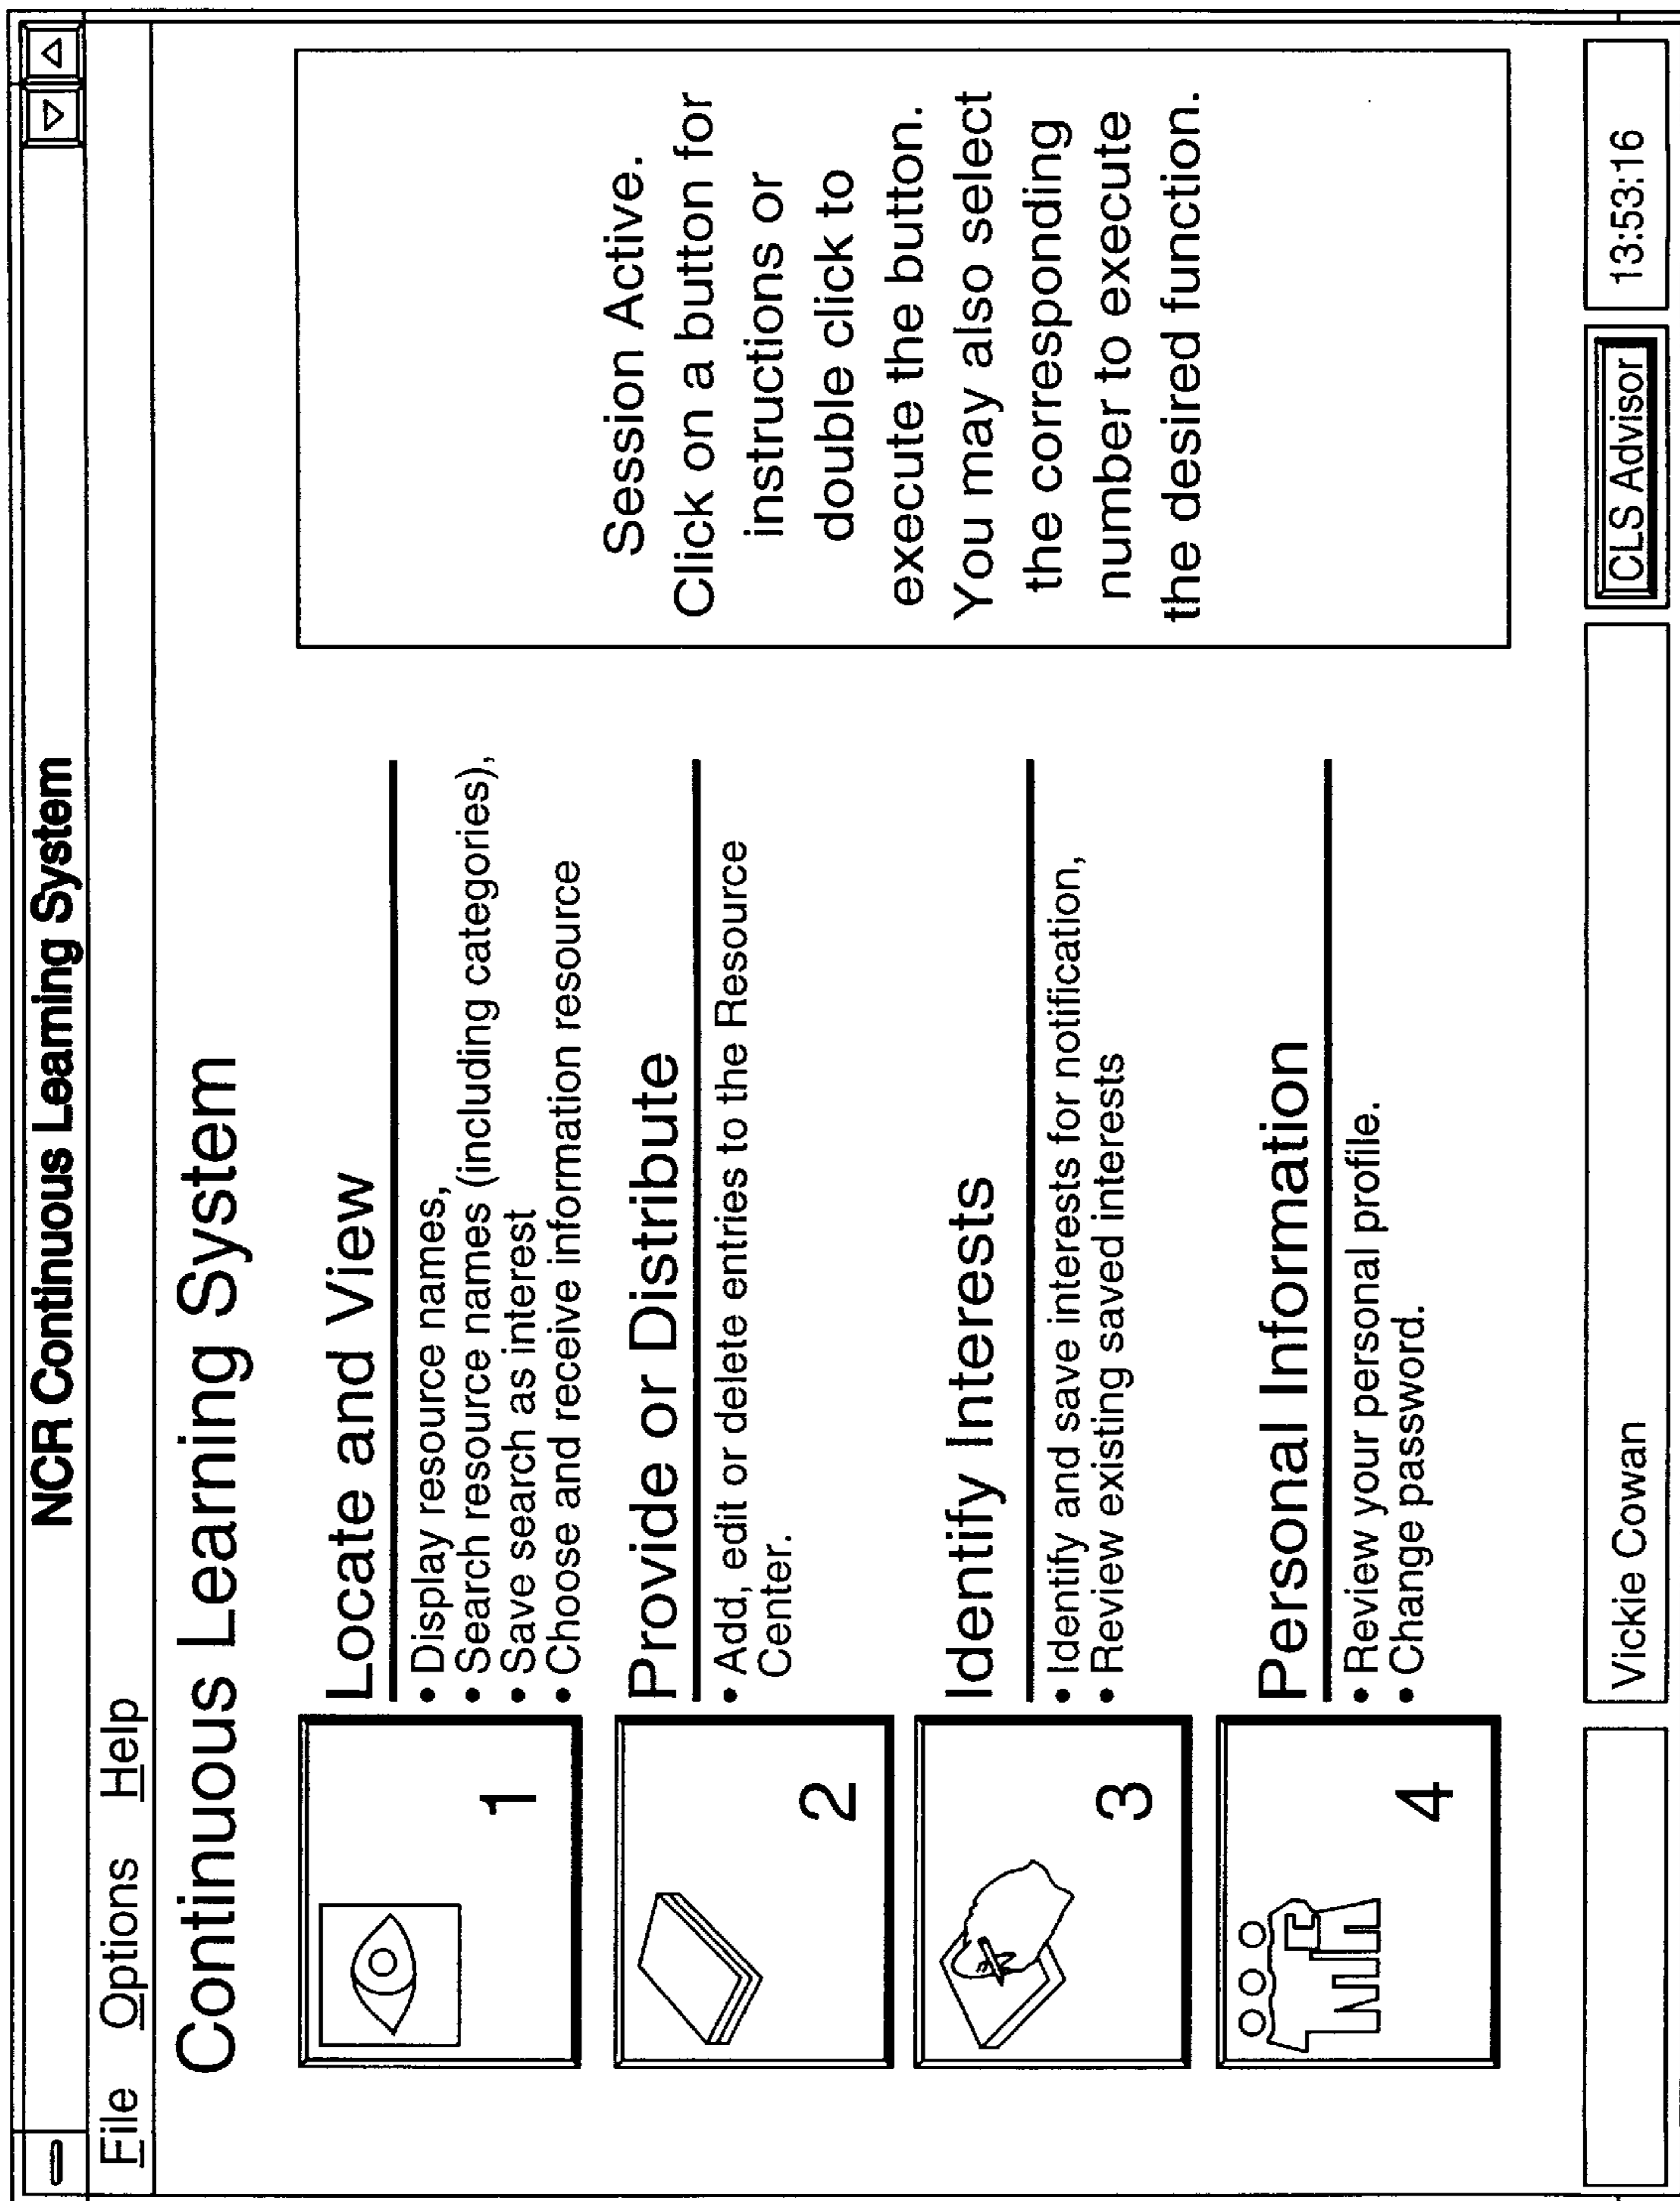 NCR Continuous Learning System
File Options Help
Continuous Learning System
1
Locate and View
• Display resource names,
• Search resource names (including categories),
• Save search as interest
• Choose and receive information resource
2
Provide or Distribute
• Add, edit or delete entries to the Resource
Center.
3
Identify Interests
• Identify and save interests for notification,
• Review existing saved interests
4
Personal Information
• Review your personal profile.
• Change password.
Session Active.
Click on a button for
instructions or
double click to
execute the button.
You may also select
the corresponding
number to execute
the desired function.
Vickie Cowan
CLS Advisor
13:53:16